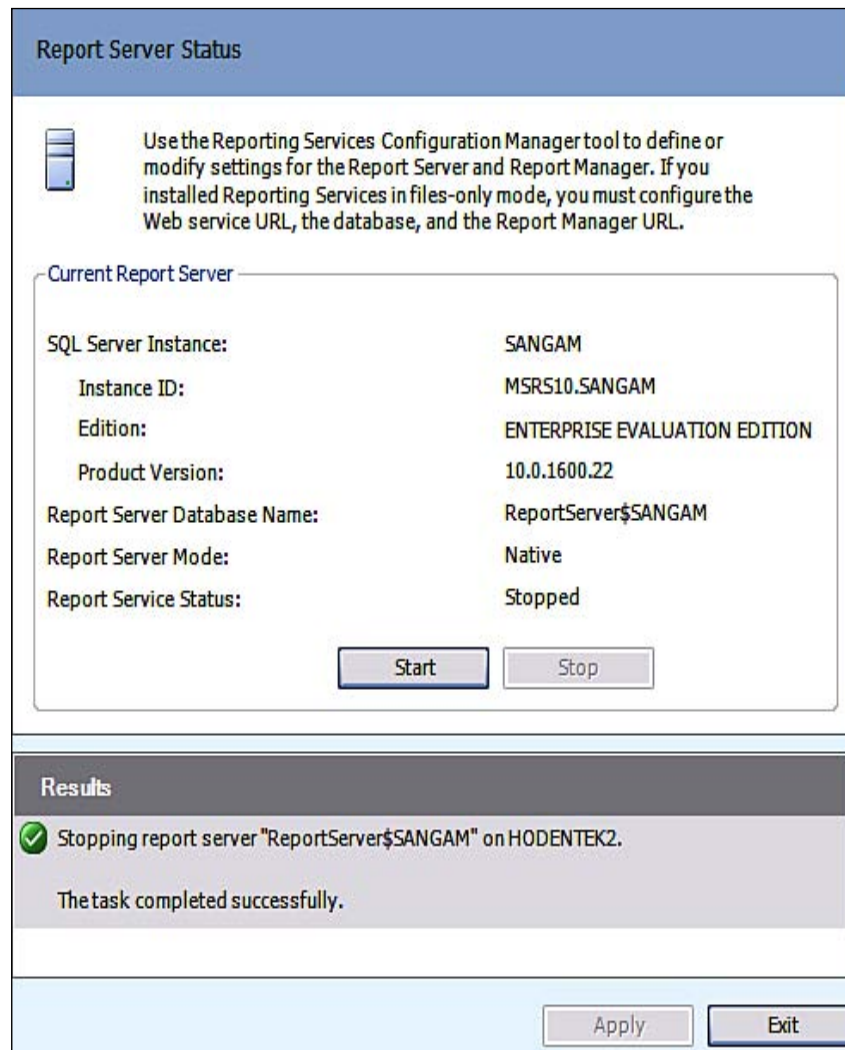 Report Server Status
Use the Reporting Services Configuration Manager tool to define or
modify settings for the Report Server and Report Manager. If you
installed Reporting Services in files-only mode, you must configure the
Web service URL, the database, and the Report Manager URL.
Current Report Server
SQL Server Instance: SANGAM
Instance ID: MSRS10.SANGAM
Edition: ENTERPRISE EVALUATION EDITION
Product Version: 10.0.1600.22
Report Server Database Name: ReportServer$SANGAM
Report Server Mode: Native
Report Service Status: Stopped
Start Stop
Results
Stopping report server "ReportServer$SANGAM" on HODENTEK2.
The task completed successfully.
Apply Exit